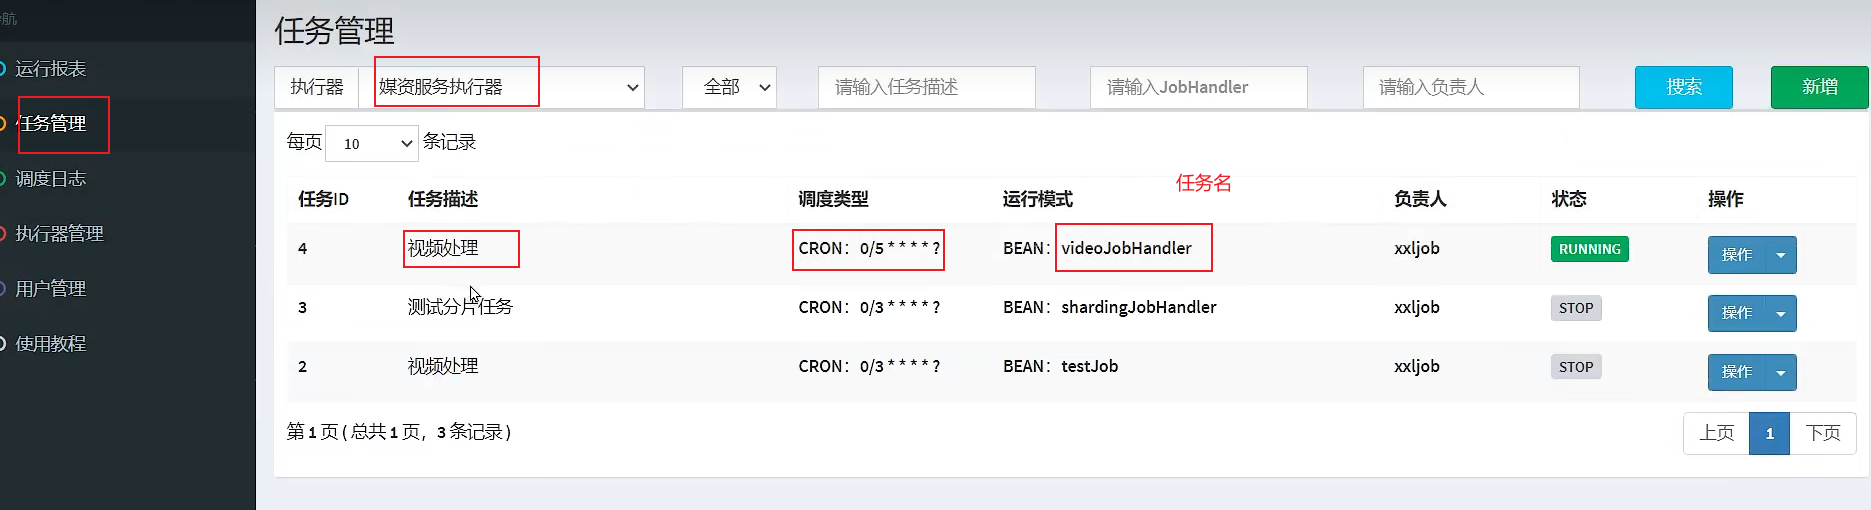 导航
运行报表
任务管理
调度日志
执行器管理
用户管理
使用教程
任务管理
执行器 媒资服务执行器 全部 请输入任务描述 请输入JobHandler 请输入负责人 搜索 新增
每页 10 条记录
任务名
任务ID 任务描述 调度类型 运行模式 负责人 状态 操作
4 视频处理 CRON：0/5 * * * * ? BEAN：videoJobHandler xxljob RUNNING 操作
3 测试分片任务 CRON：0/3 * * * * ? BEAN：shardingJobHandler xxljob STOP 操作
2 视频处理 CRON：0/3 * * * * ? BEAN：testJob xxljob STOP 操作
第 1 页 ( 总共 1 页，3 条记录 ) 上页 1 下页